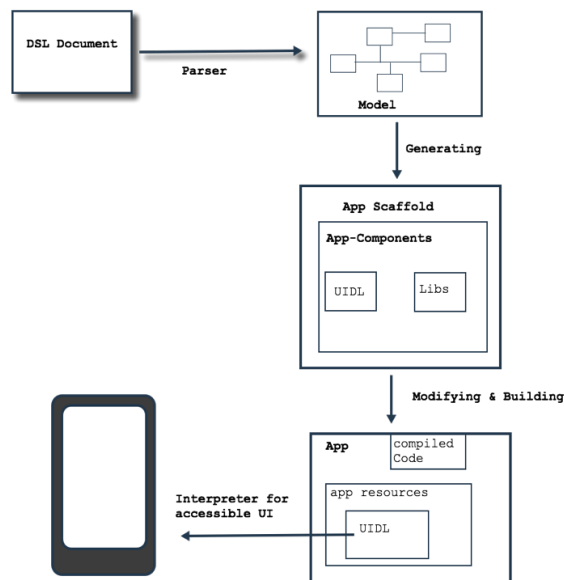 DSL Document
Parser
Model
Generating
App Scaffold
App-Components
UIDL
Libs
Modifying & Building
App
compiled
Code
app resources
UIDL
Interpreter for
accessible UI